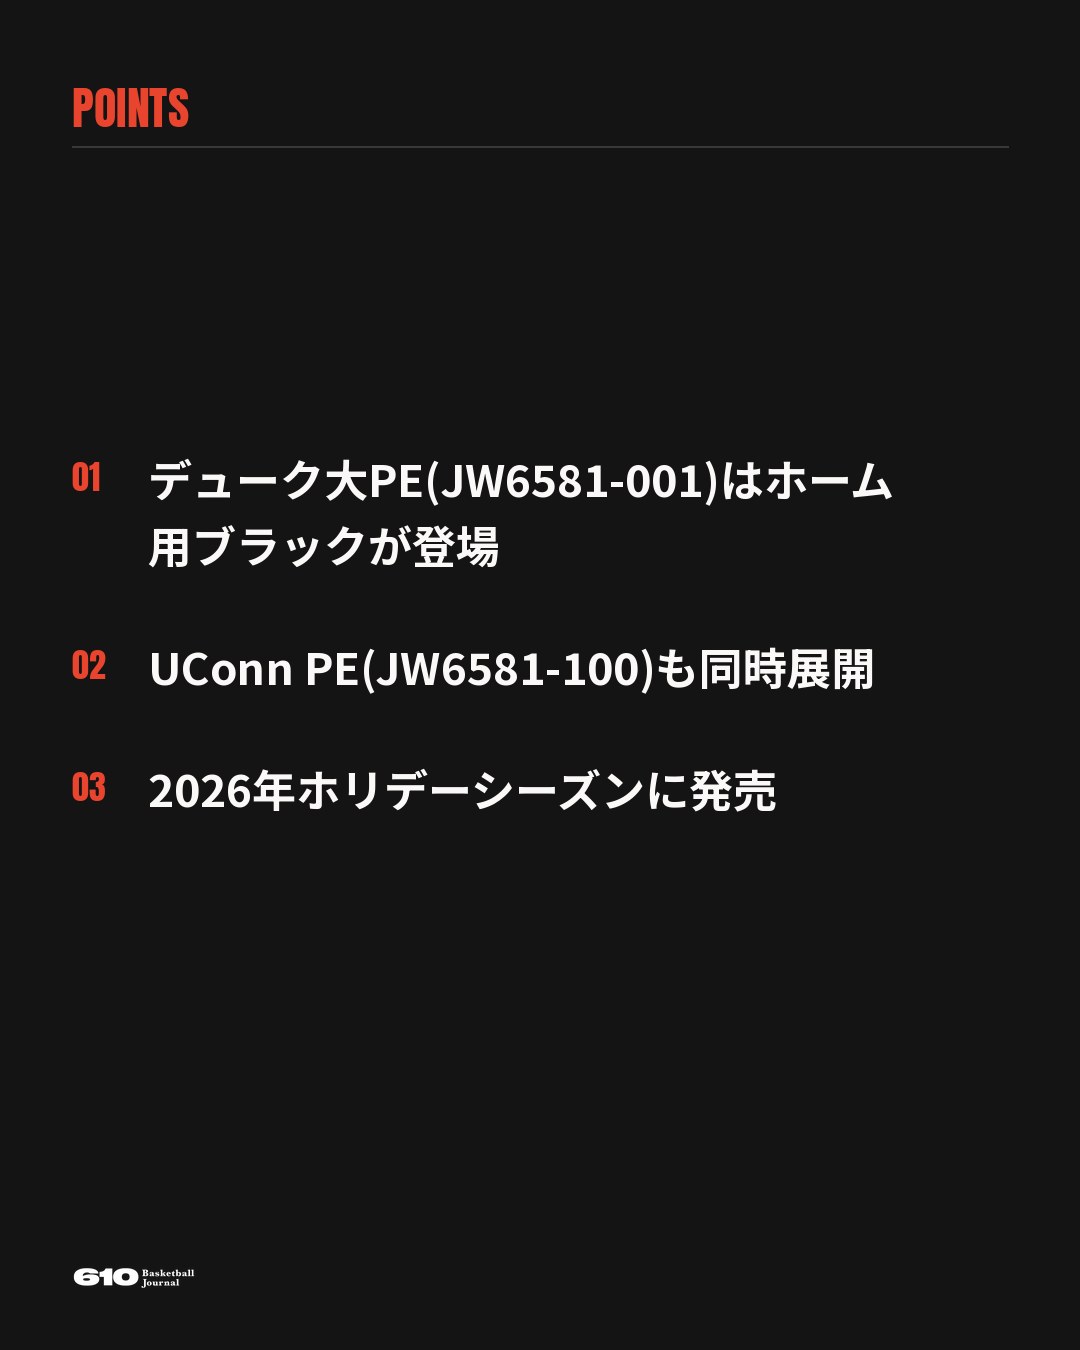 POINTS
01 デューク大PE(JW6581-001)はホーム
用ブラックが登場
02 UConn PE(JW6581-100)も同時展開
03 2026年ホリデーシーズンに発売
610 Basketball
Journal